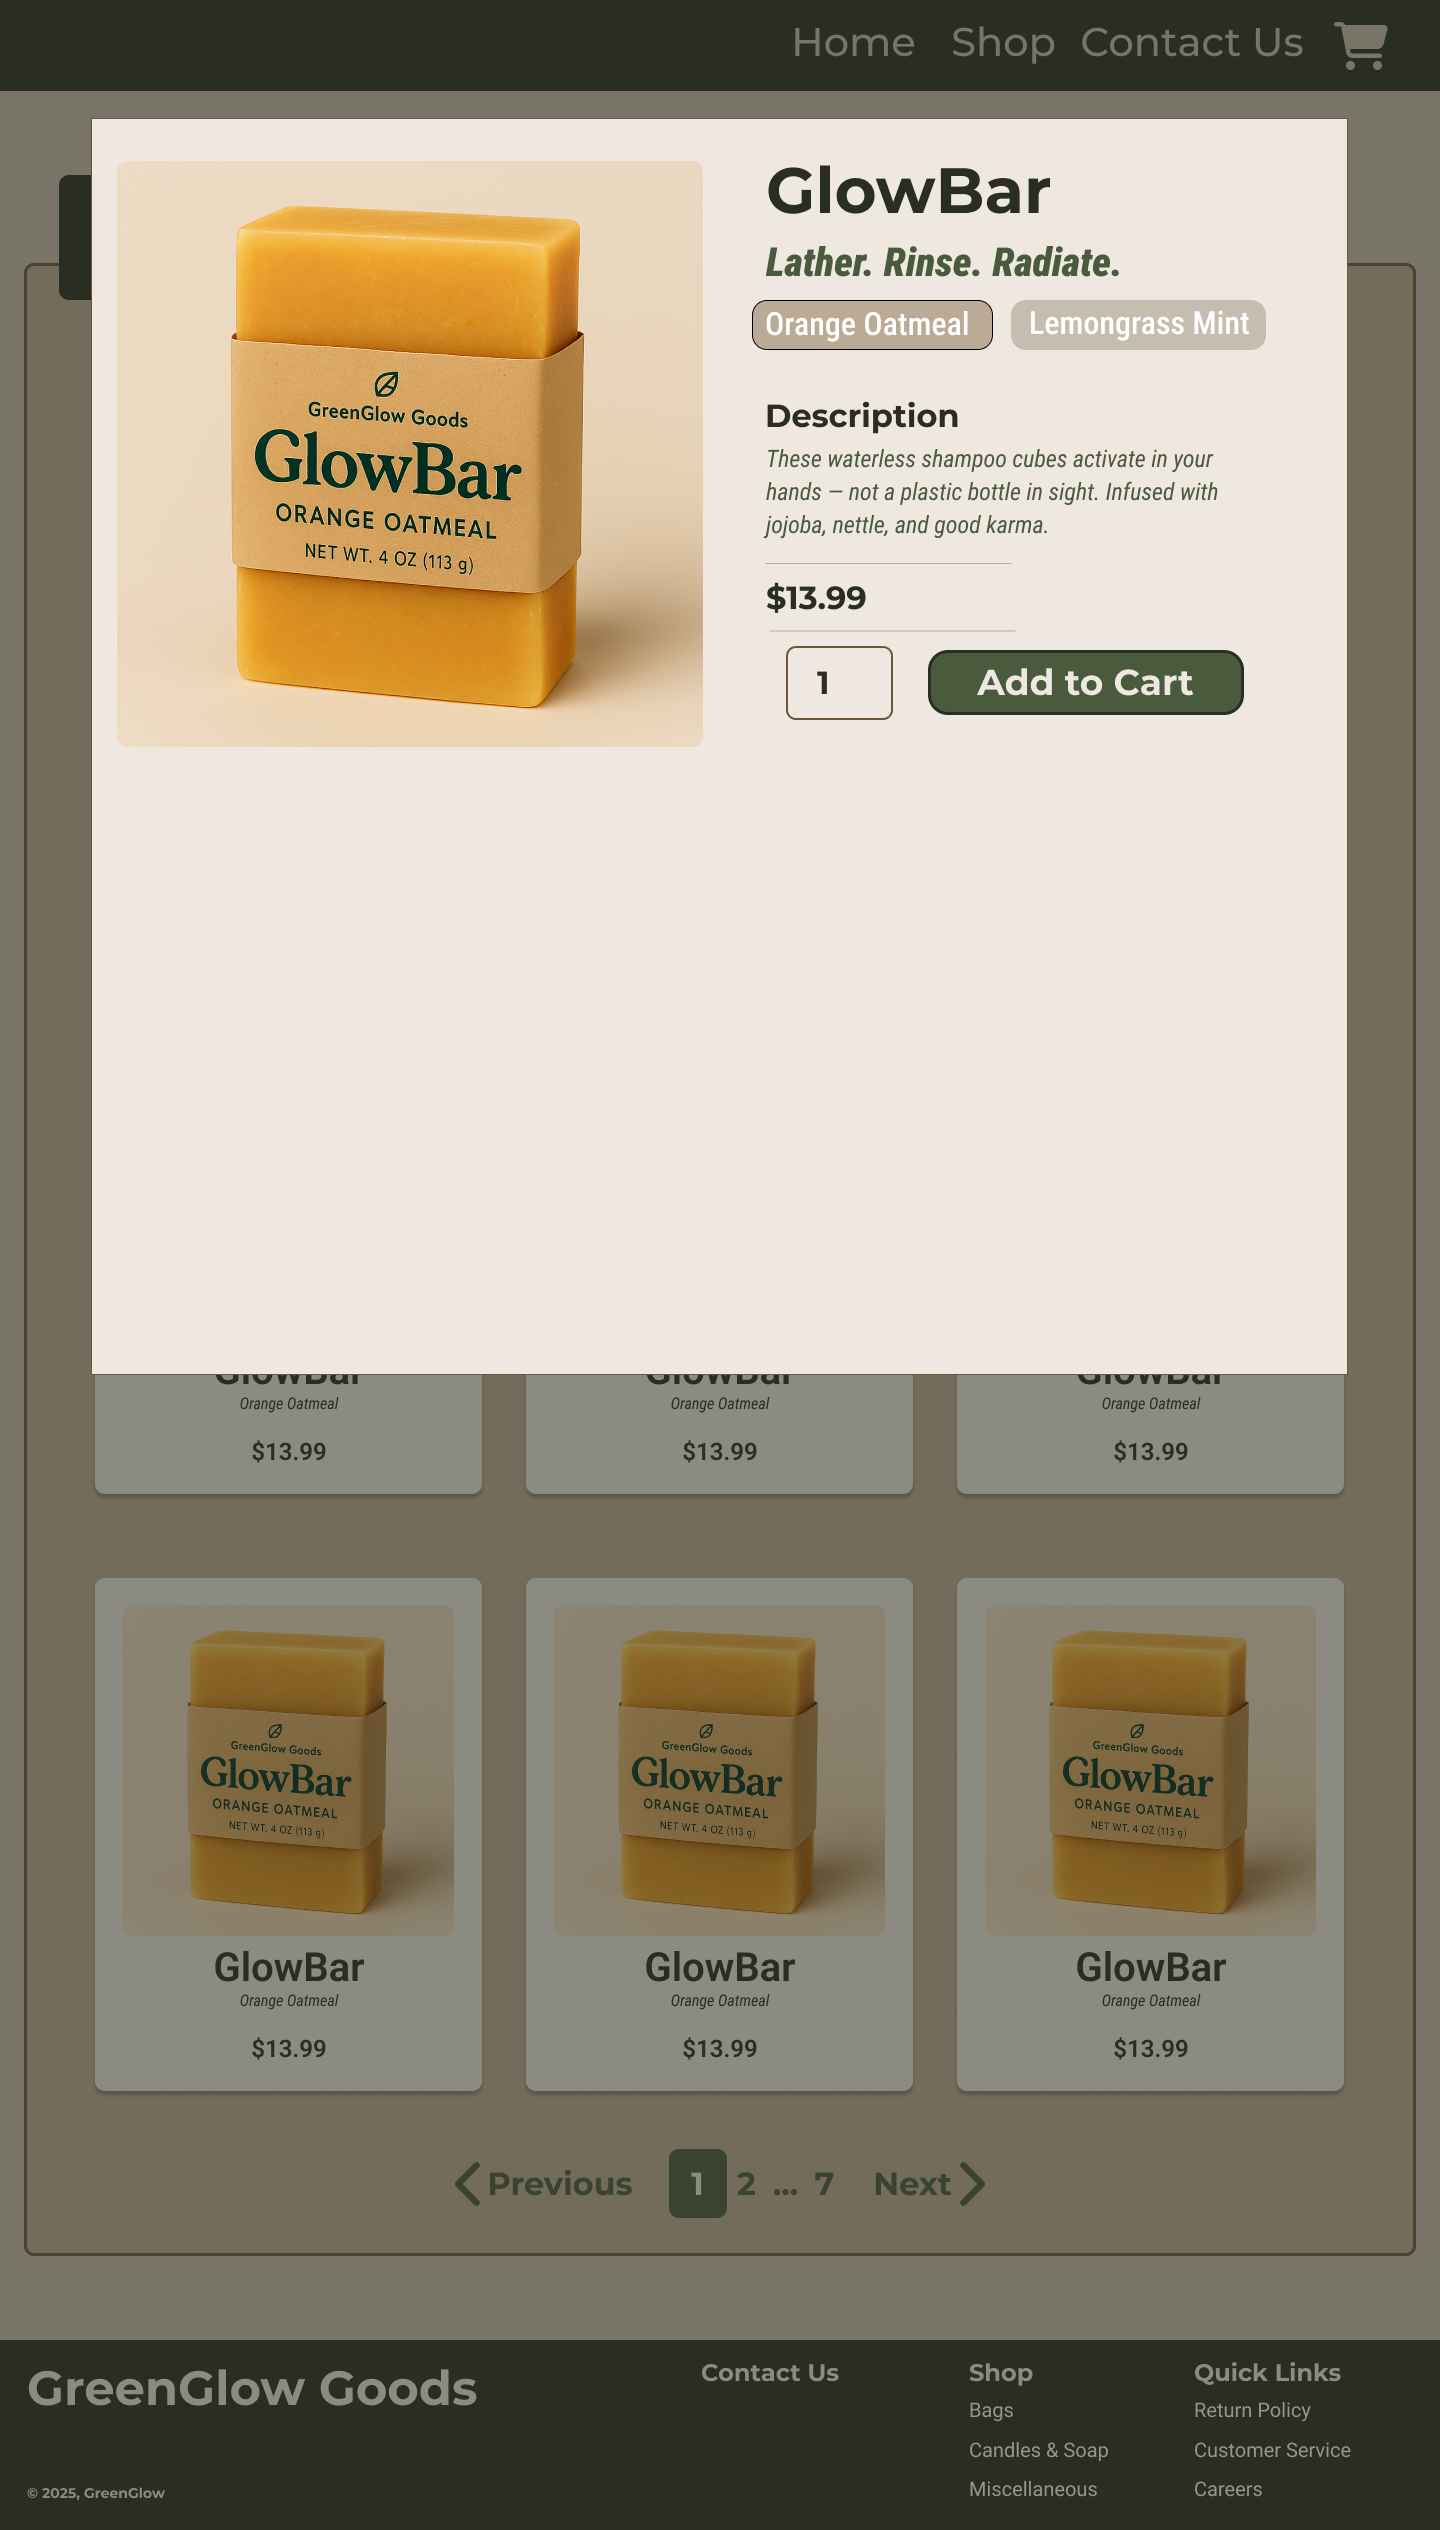 Home Shop Contact Us
GlowBar
Lather. Rinse. Radiate.
Orange Oatmeal Lemongrass Mint
Description
These waterless shampoo cubes activate in your
hands – not a plastic bottle in sight. Infused with
jojoba, nettle, and good karma.
$13.99
1 Add to Cart
GreenGlow Goods
GlowBar
ORANGE OATMEAL
NET WT. 4 OZ (113 g)
GlowBar GlowBar GlowBar
Orange Oatmeal Orange Oatmeal Orange Oatmeal
$13.99 $13.99 $13.99
GreenGlow Goods GreenGlow Goods GreenGlow Goods
GlowBar GlowBar GlowBar
ORANGE OATMEAL ORANGE OATMEAL ORANGE OATMEAL
NET WT. 4 OZ (113 g) NET WT. 4 OZ (113 g) NET WT. 4 OZ (113 g)
GlowBar GlowBar GlowBar
Orange Oatmeal Orange Oatmeal Orange Oatmeal
$13.99 $13.99 $13.99
Previous 1 2 ... 7 Next
GreenGlow Goods
© 2025, GreenGlow
Contact Us
Shop
Bags
Candles & Soap
Miscellaneous
Quick Links
Return Policy
Customer Service
Careers